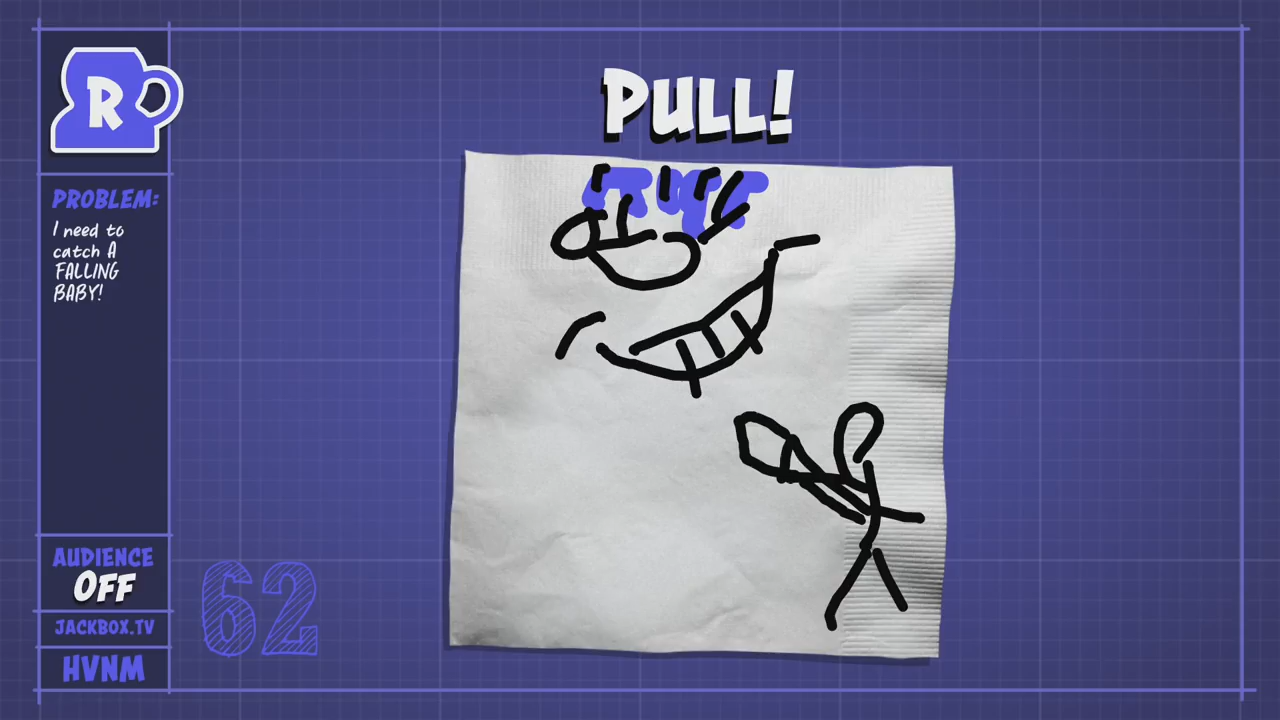 R
PULL!
PROBLEM:
I need to
catch A
FALLING
BABY!
AUDIENCE
OFF
62
JACKBOX.TV
HVNM